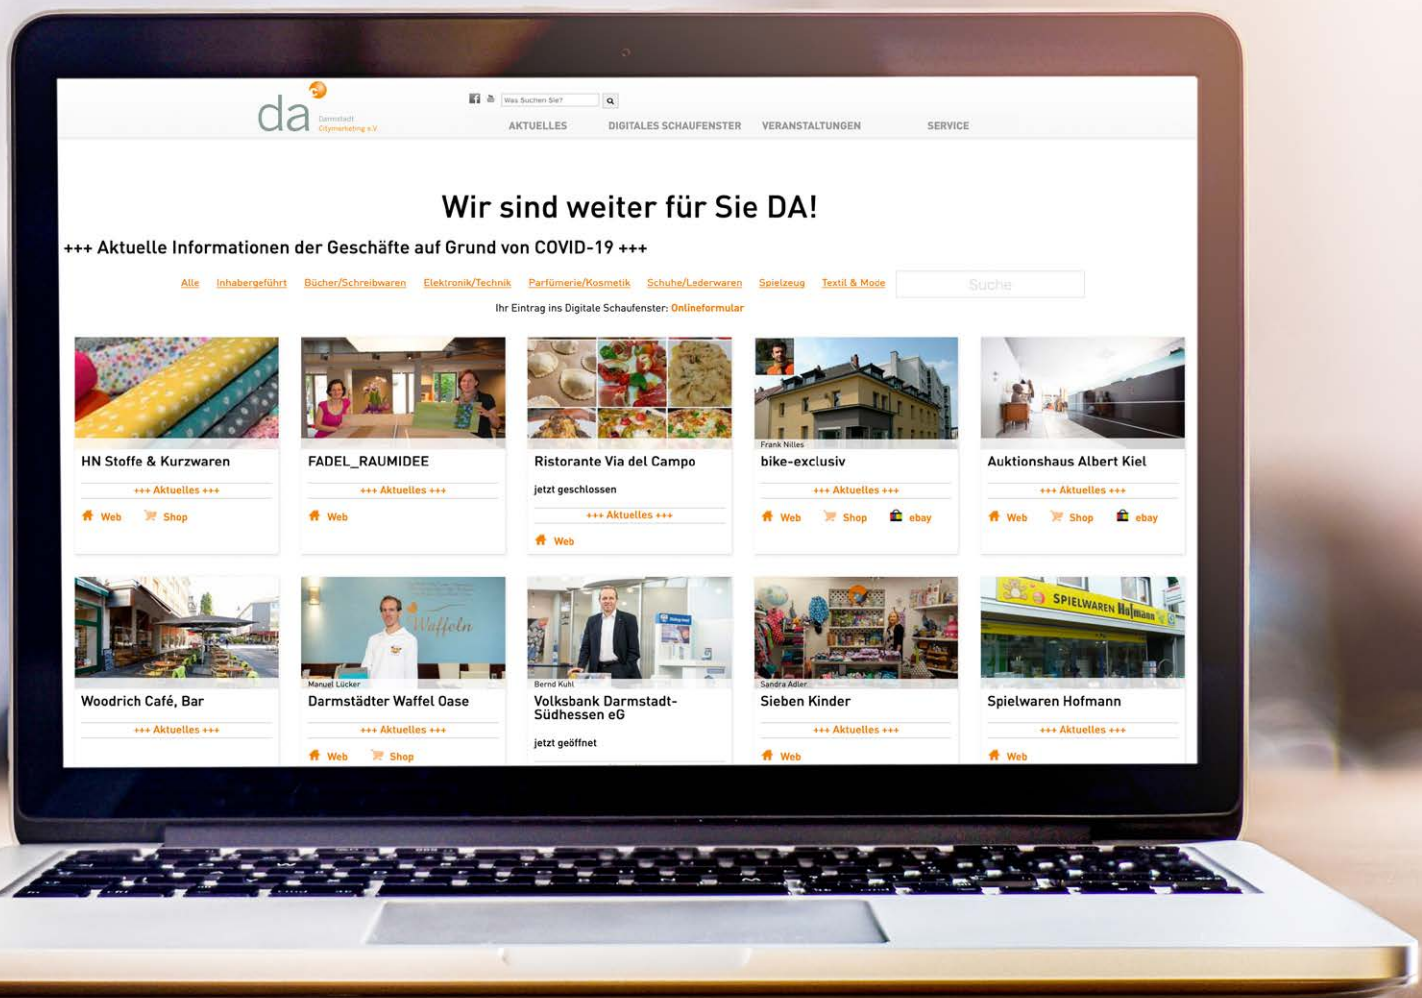 da
Darmstadt
Citymarketing e.V.
Was Suchen Sie?
AKTUELLES DIGITALES SCHAUFENSTER VERANSTALTUNGEN SERVICE
Wir sind weiter für Sie DA!
+++ Aktuelle Informationen der Geschäfte auf Grund von COVID-19 +++
Alle Inhabergeführt Bücher/Schreibwaren Elektronik/Technik Parfümerie/Kosmetik Schuhe/Lederwaren Spielzeug Textil & Mode Suche
Ihr Eintrag ins Digitale Schaufenster: Onlineformular
HN Stoffe & Kurzwaren
+++ Aktuelles +++
Web Shop
FADEL_RAUMIDEE
+++ Aktuelles +++
Web
Ristorante Via del Campo
jetzt geschlossen
+++ Aktuelles +++
Web
Frank Nilles
bike-exclusiv
+++ Aktuelles +++
Web Shop ebay
Auktionshaus Albert Kiel
+++ Aktuelles +++
Web Shop ebay
Woodrich Café, Bar
+++ Aktuelles +++
Waffeln
Manuel Lücker
Darmstädter Waffel Oase
+++ Aktuelles +++
Web Shop
Bernd Kuhl
Volksbank Darmstadt-
Südhessen eG
jetzt geöffnet
Sandra Adler
Sieben Kinder
+++ Aktuelles +++
Web
SPIELWAREN Hofmann
Spielwaren Hofmann
+++ Aktuelles +++
Web